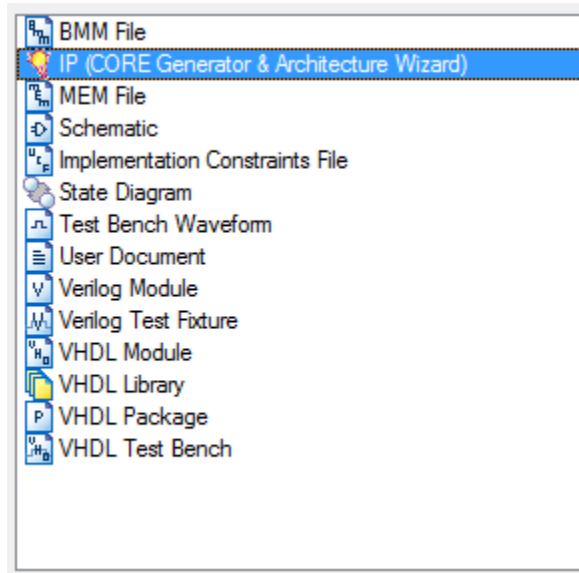 BMM File
IP (CORE Generator & Architecture Wizard)
MEM File
Schematic
Implementation Constraints File
State Diagram
Test Bench Waveform
User Document
Verilog Module
Verilog Test Fixture
VHDL Module
VHDL Library
VHDL Package
VHDL Test Bench